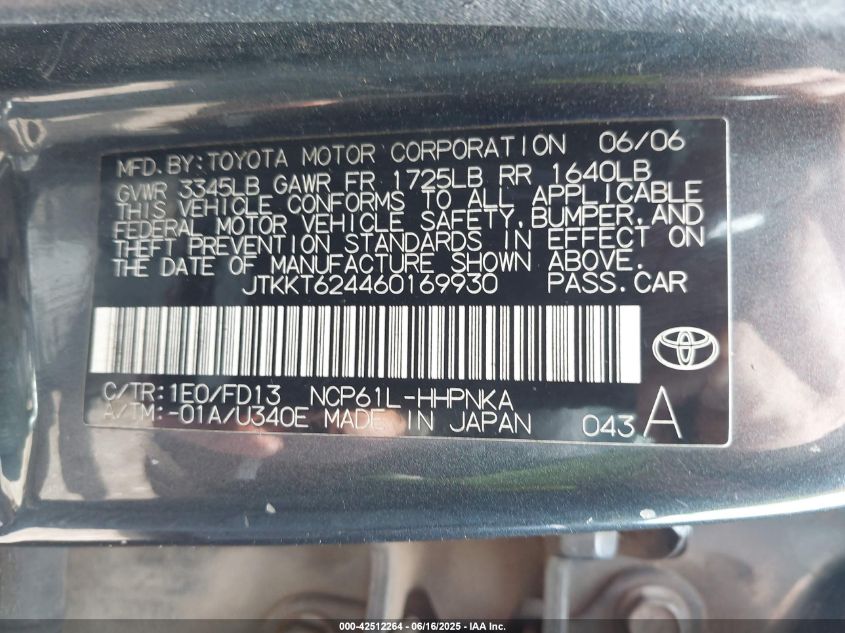 MFD.BY:TOYOTA MOTOR CORPORATION 06/06
GVWR 3345LB GAWR FR 1725LB RR 1640LB
THIS VEHICLE CONFORMS TO ALL APPLICABLE
FEDERAL MOTOR VEHICLE SAFETY,BUMPER,AND
THEFT PREVENTION STANDARDS IN EFFECT ON
THE DATE OF MANUFACTURE SHOWN ABOVE.
JTKKT624460169930 PASS.CAR
C/TR:1E0/FD13 NCP61L-HHPNKA
A/TM:-01A/U340E MADE IN JAPAN 043 A
000-42512264 - 06/16/2025 - IAA Inc.